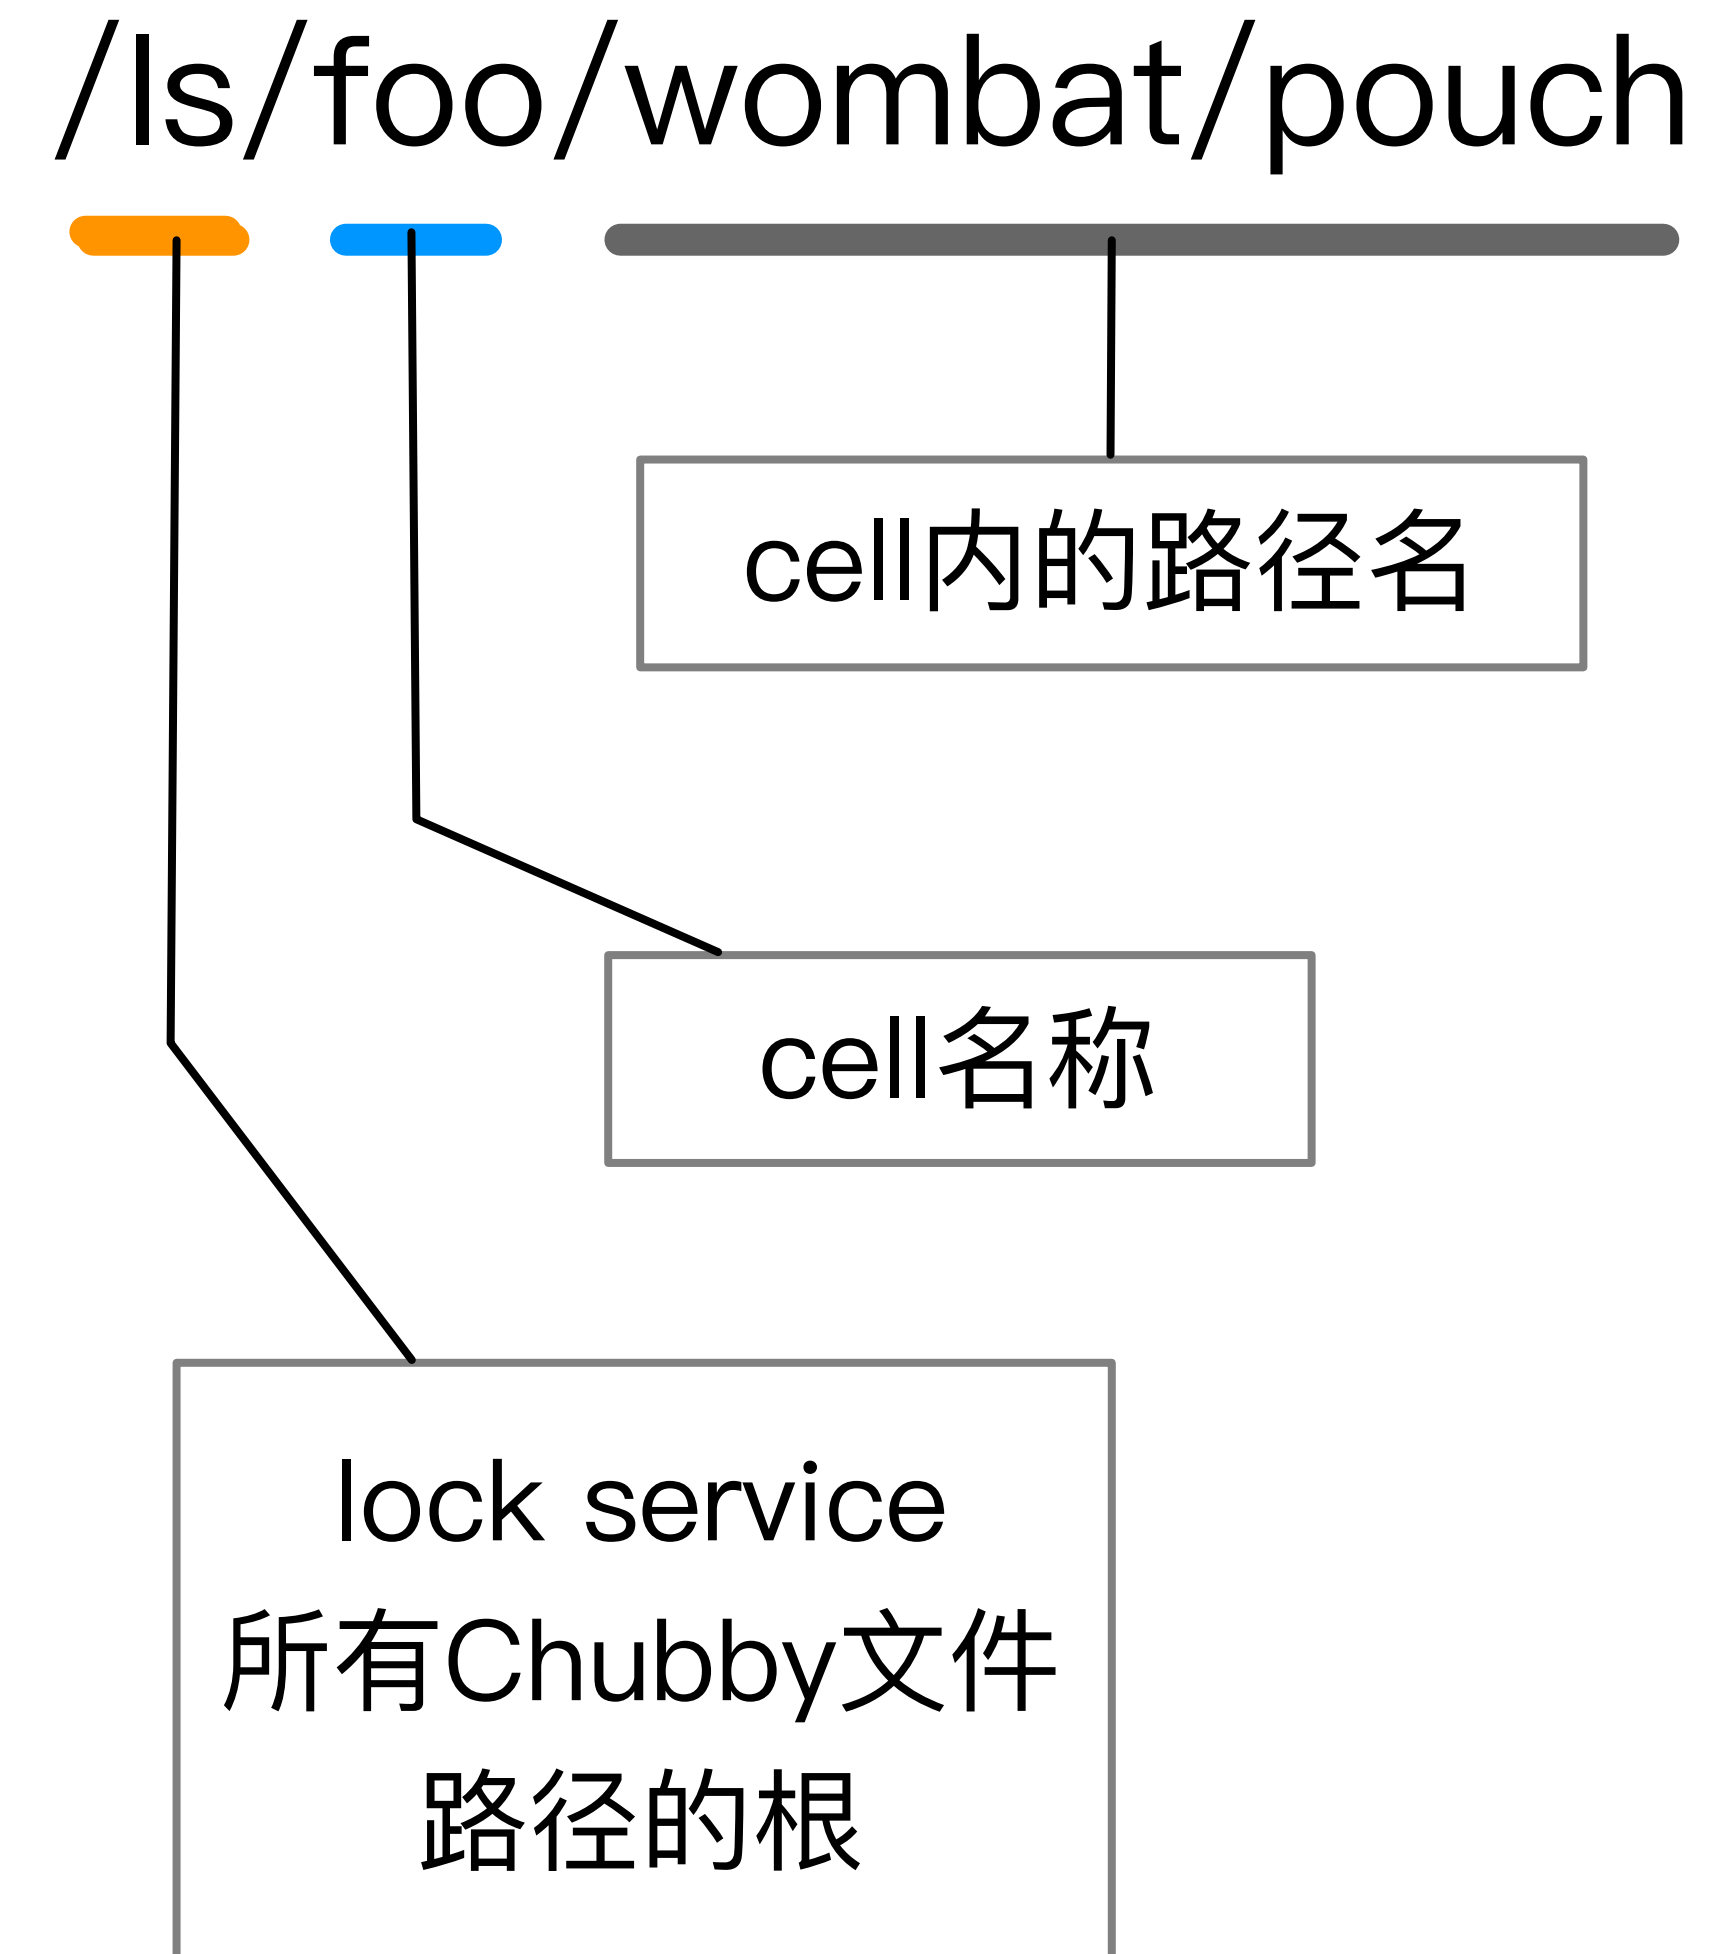 /ls/foo/wombat/pouch
cell内的路径名
cell名称
lock service
所有Chubby文件
路径的根